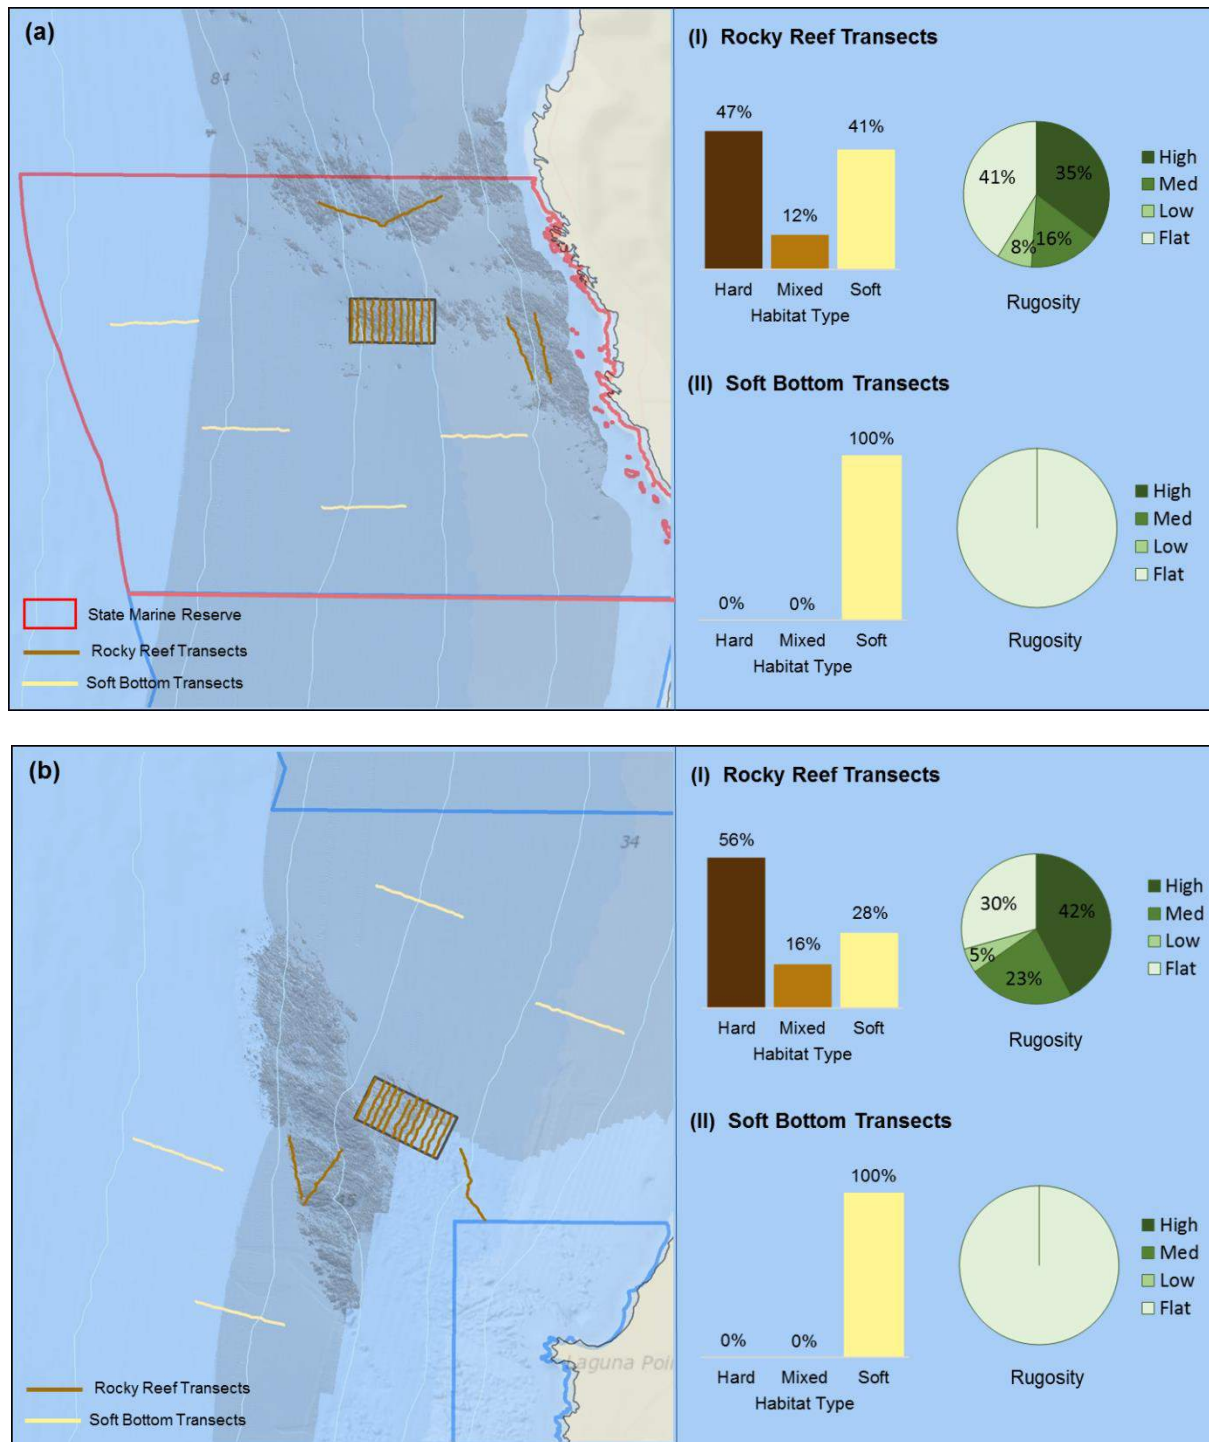 (a)
84
State Marine Reserve
Rocky Reef Transects
Soft Bottom Transects
(I) Rocky Reef Transects
47%
12%
41%
Hard Mixed Soft
Habitat Type
41%
35%
8%
16%
High
Med
Low
Flat
Rugosity
(II) Soft Bottom Transects
0%
0%
100%
Hard Mixed Soft
Habitat Type
High
Med
Low
Flat
Rugosity
(b)
34
Laguna Poi
Rocky Reef Transects
Soft Bottom Transects
(I) Rocky Reef Transects
56%
16%
28%
Hard Mixed Soft
Habitat Type
30%
42%
5%
23%
High
Med
Low
Flat
Rugosity
(II) Soft Bottom Transects
0%
0%
100%
Hard Mixed Soft
Habitat Type
High
Med
Low
Flat
Rugosity